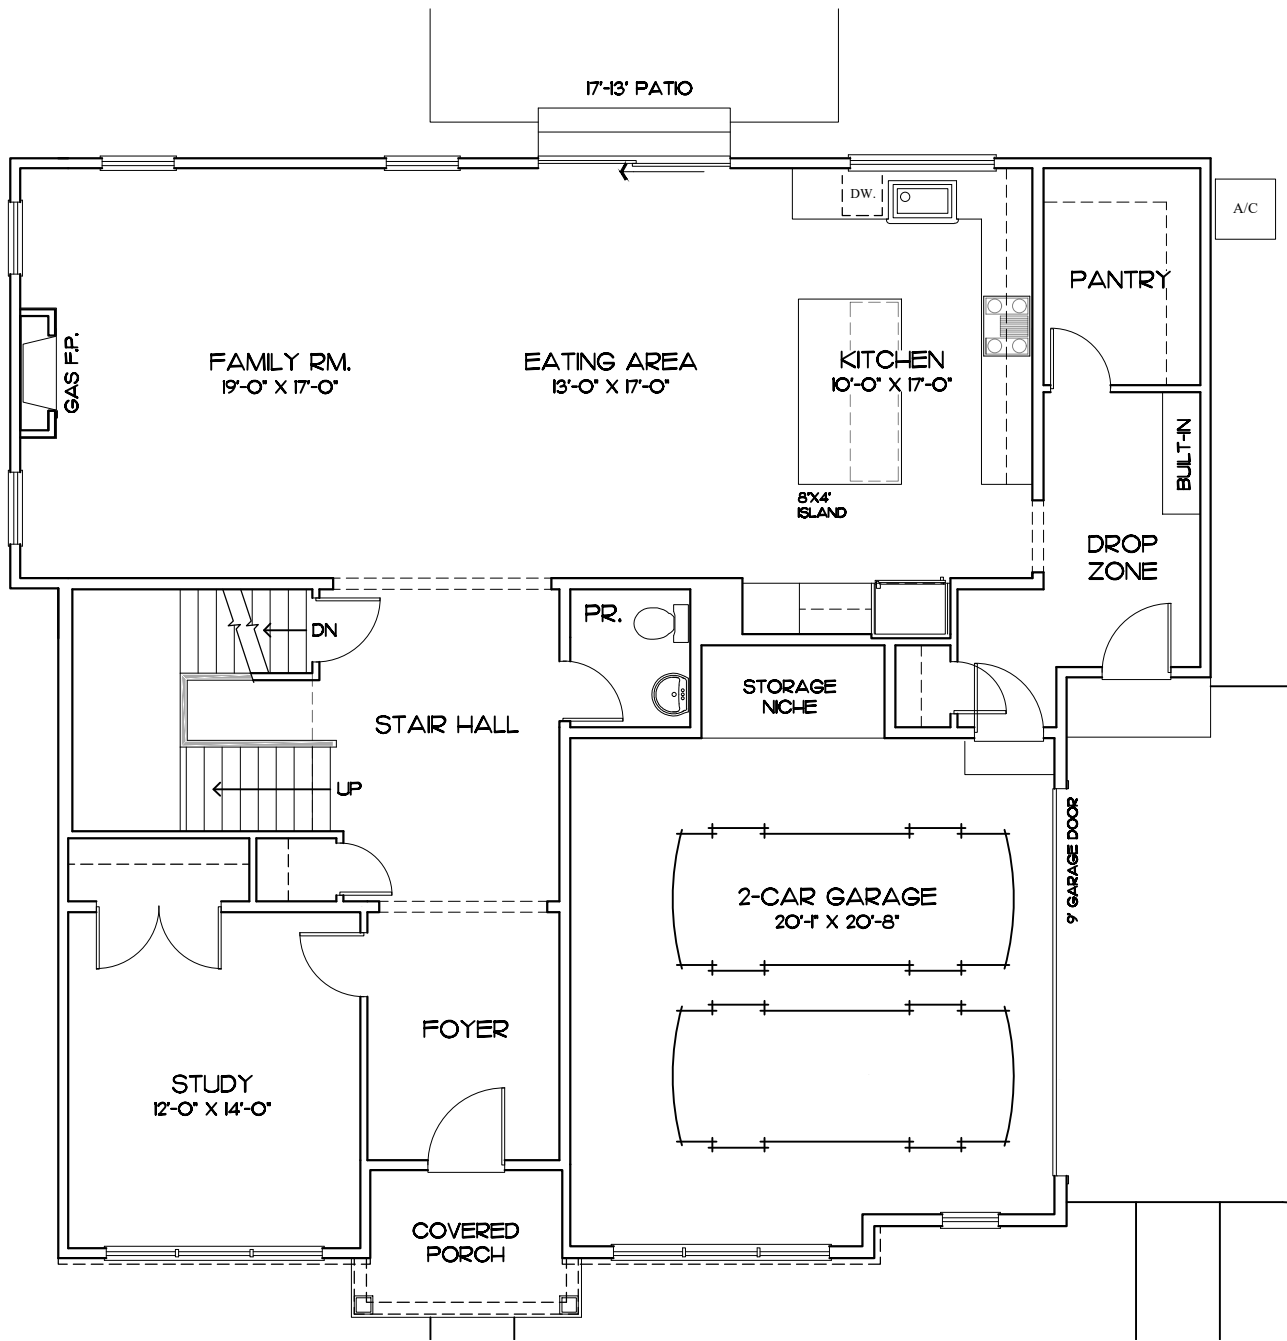 17'-13' PATIO
DW.
A/C
PANTRY
GAS F.P.
FAMILY RM.
19'-0" X 17'-0"
EATING AREA
13'-0" X 17'-0"
KITCHEN
10'-0" X 17'-0"
BUILT-IN
8'X4'
ISLAND
DROP
ZONE
PR.
DN
STORAGE
NICHE
STAIR HALL
UP
9' GARAGE DOOR
2-CAR GARAGE
20'-1" X 20'-8"
FOYER
STUDY
12'-0" X 14'-0"
COVERED
PORCH